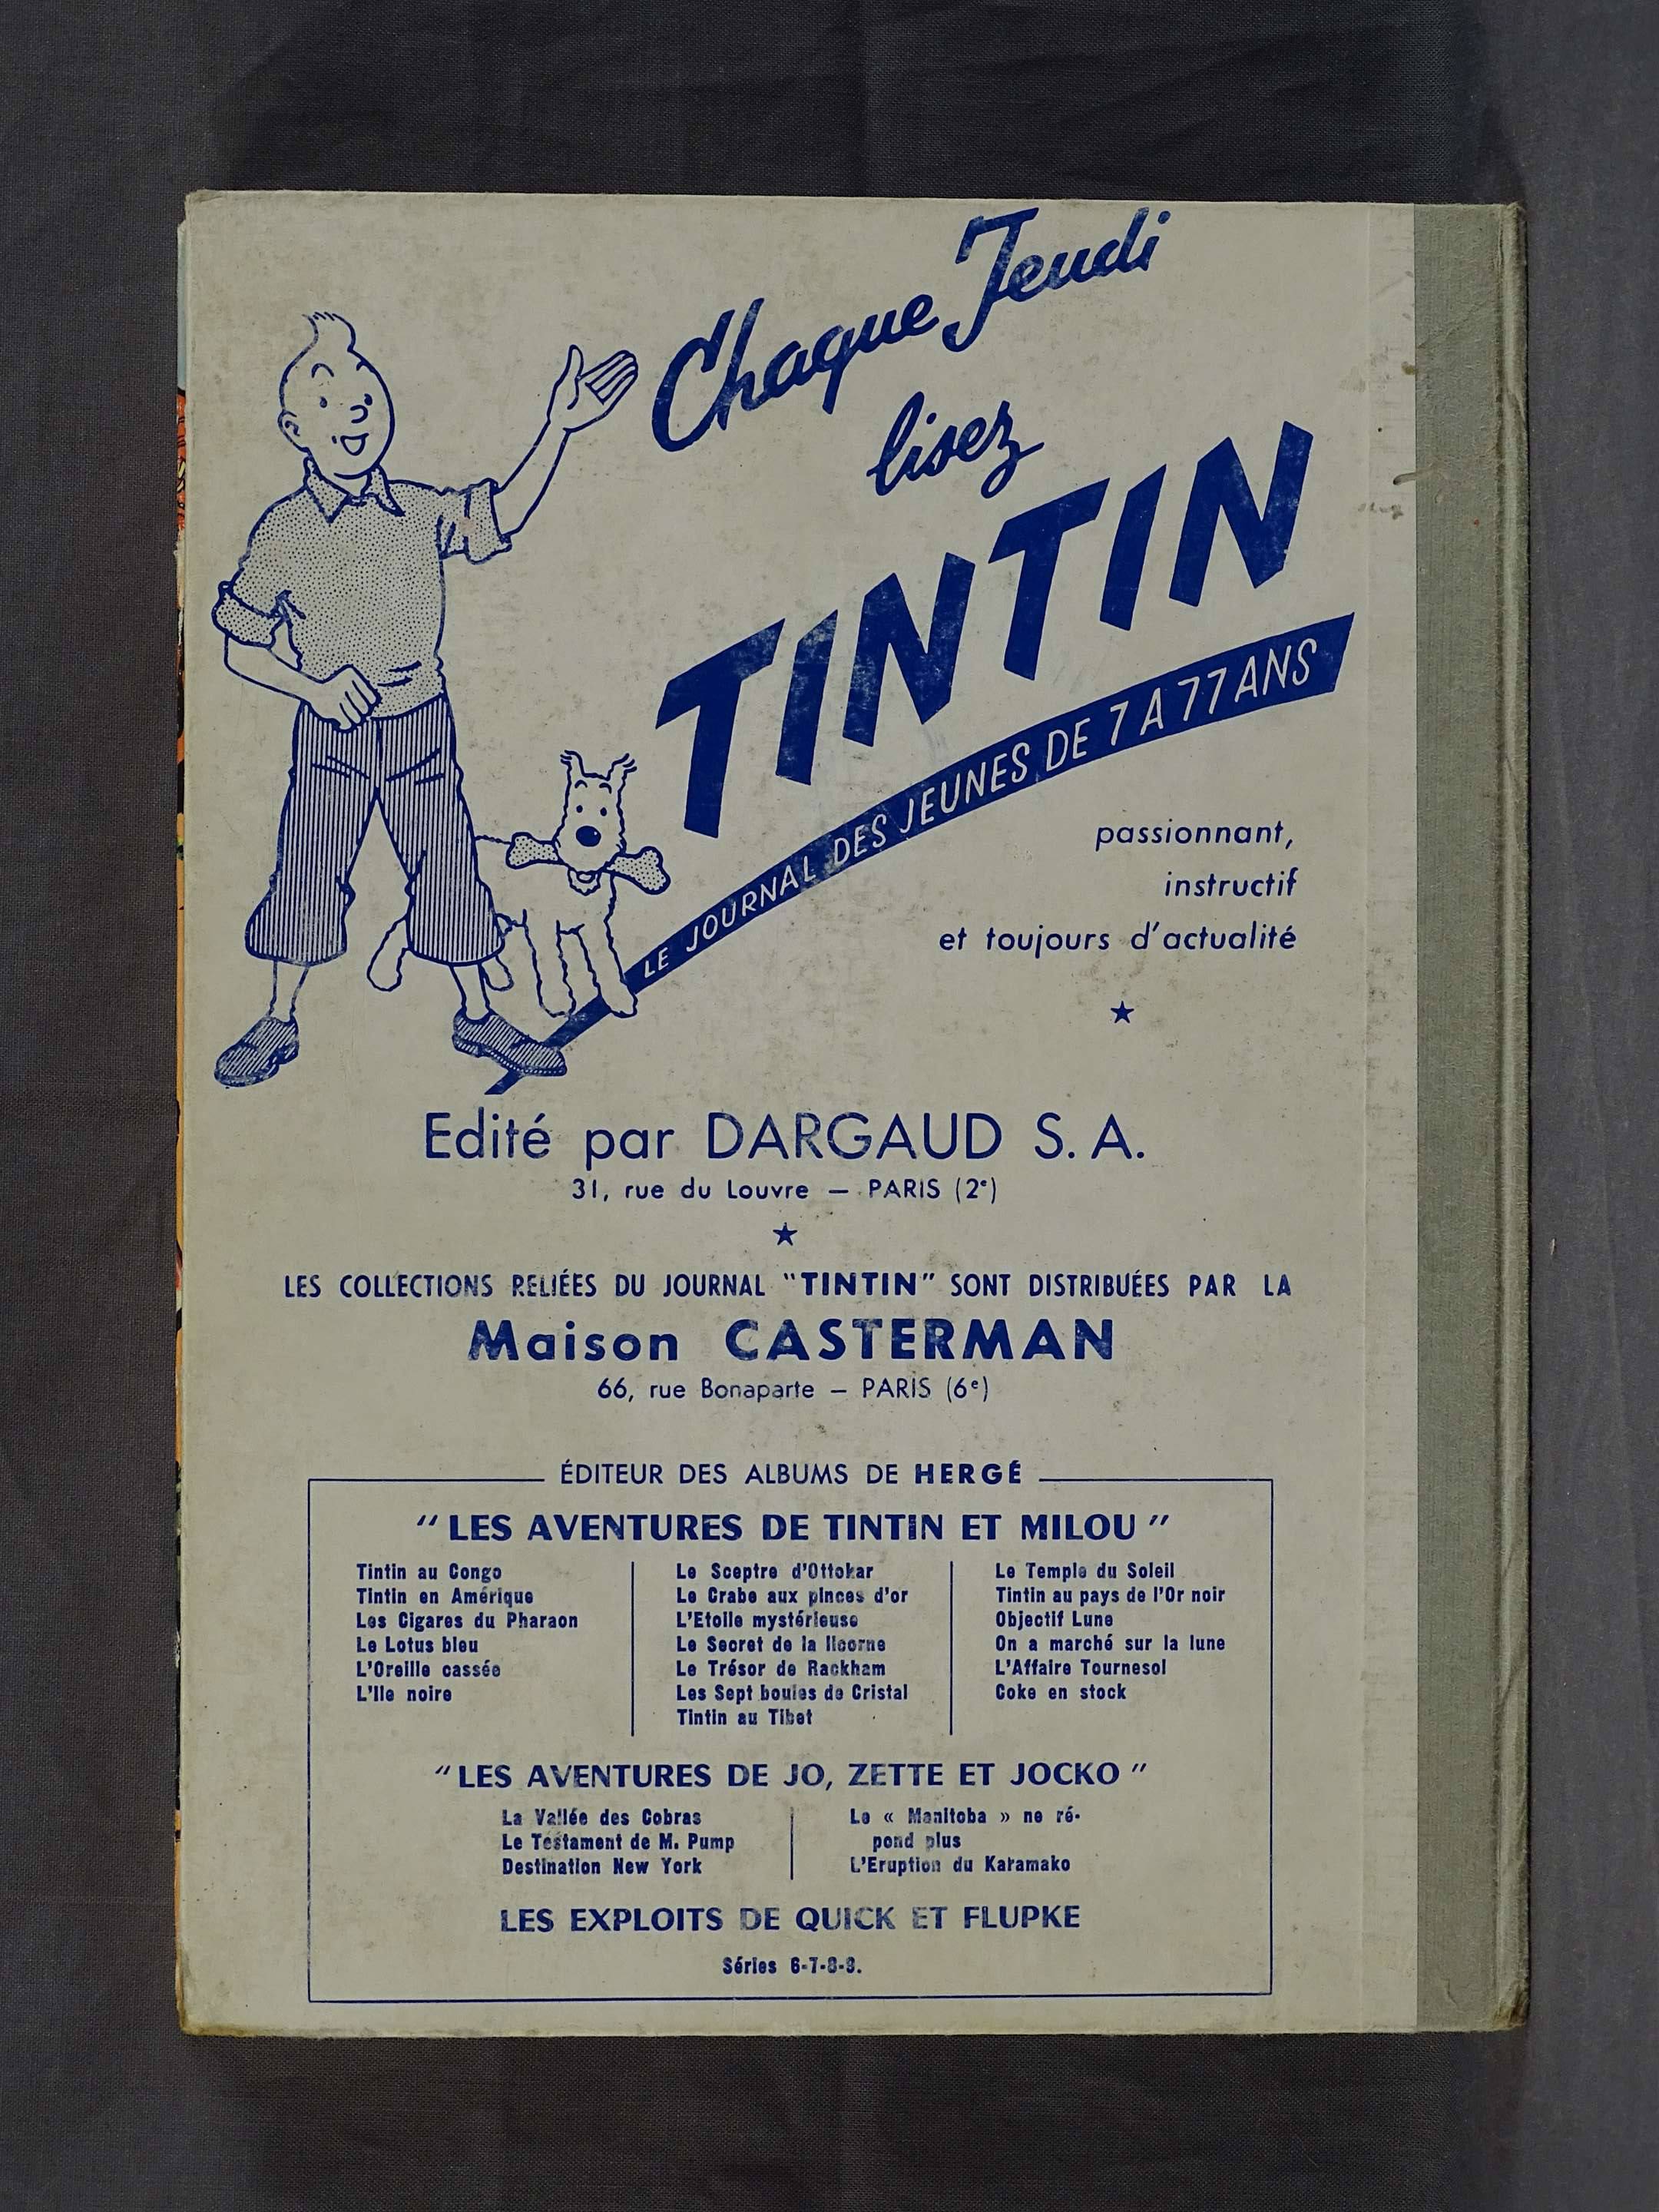 Chaque Jeudi
lisez
TINTIN
LE JOURNAL DES JEUNES DE 7 A 77 ANS
passionnant,
instructif
et toujours d'actualité
Edité par DARGAUD S. A.
31, rue du Louvre — PARIS (2e)
LES COLLECTIONS RELIÉES DU JOURNAL "TINTIN" SONT DISTRIBUÉES PAR LA
Maison CASTERMAN
66, rue Bonaparte — PARIS (6e)
ÉDITEUR DES ALBUMS DE HERGÉ
"LES AVENTURES DE TINTIN ET MILOU"
Tintin au Congo
Tintin en Amérique
Les Cigares du Pharaon
Le Lotus bleu
L'Oreille cassée
L'Ile noire
Le Sceptre d'Ottokar
Le Crabe aux pinces d'or
L'Etoile mystérieuse
Le Secret de la licorne
Le Trésor de Rackham
Les Sept boules de Cristal
Tintin au Tibet
Le Temple du Soleil
Tintin au pays de l'Or noir
Objectif Lune
On a marché sur la lune
L'Affaire Tournesol
Coke en stock
"LES AVENTURES DE JO, ZETTE ET JOCKO"
La Vallée des Cobras
Le Testament de M. Pump
Destination New York
Le « Manitoba » ne ré-
pond plus
L'Eruption du Karamako
LES EXPLOITS DE QUICK ET FLUPKE
Séries 6-7-8-9.